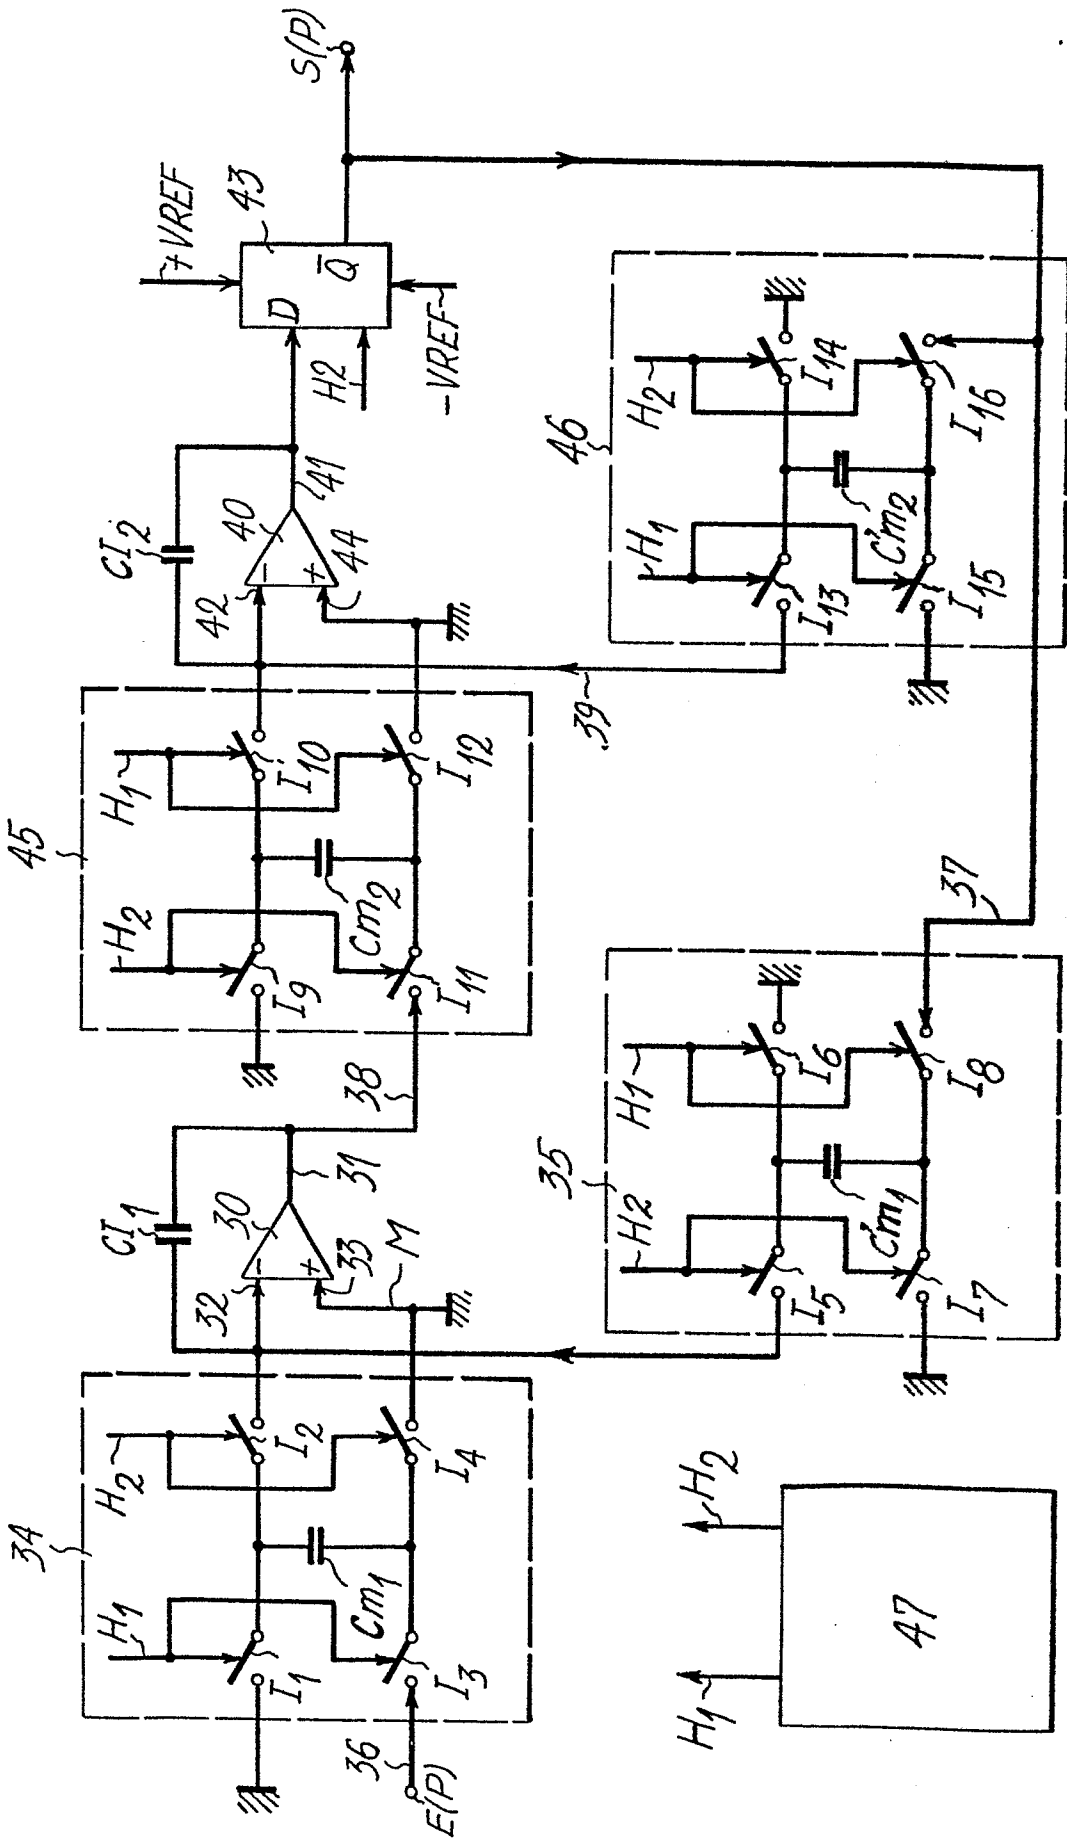 S(P)
+VREF
43
D
Q̅
H2
-VREF
CI2
40
41
42
-
+
44
45
H2
H1
I9
I10
Cm2
I11
I12
38
39
46
H1
H2
I13
I14
C'm2
I15
I16
CI1
30
31
32
-
+
33
M
34
H1
H2
I1
I2
Cm1
I3
I4
36
E(P)
35
H2
H1
I5
I6
C'm1
I7
I8
37
H1
H2
47